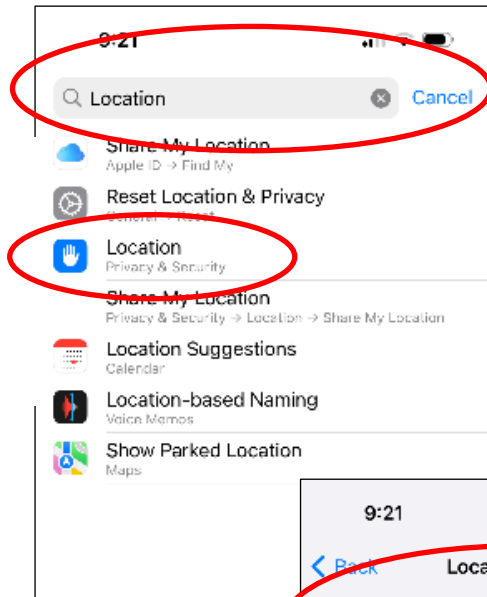 9:21
Location
Cancel
Share My Location
Apple ID → Find My
Reset Location & Privacy
General → Reset
Location
Privacy & Security
Share My Location
Privacy & Security → Location → Share My Location
Location Suggestions
Calendar
Location-based Naming
Voice Memos
Show Parked Location
Maps
9:21
Back
Loca